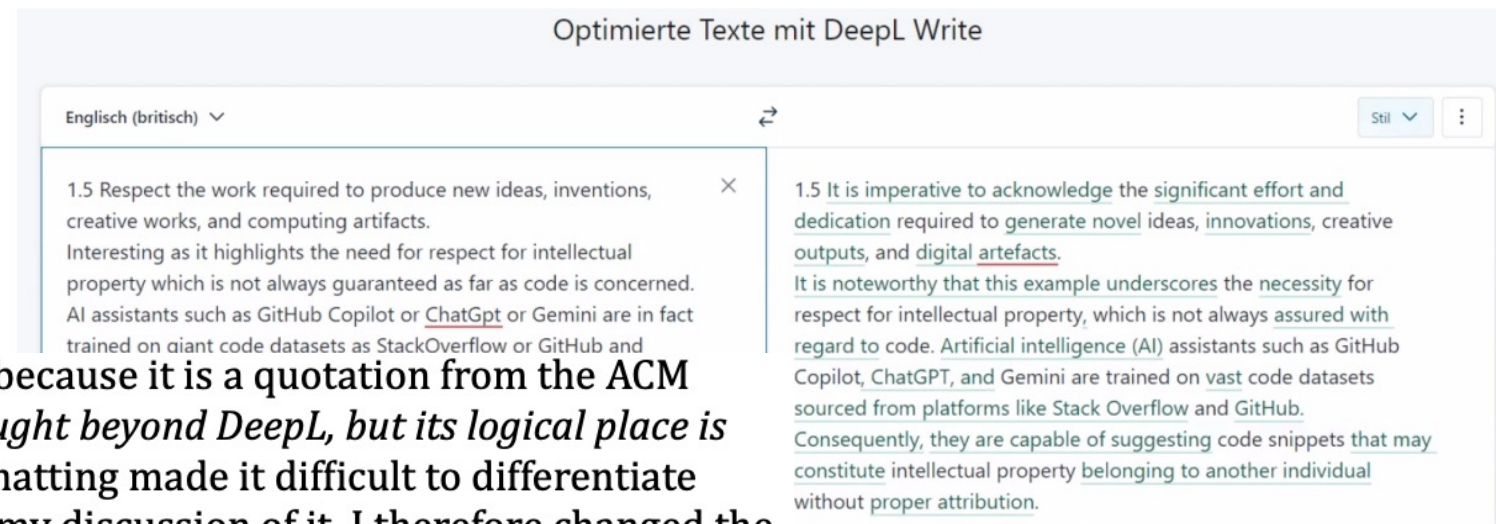 Optimierte Texte mit DeepL Write
Englisch (britisch)
Stil
1.5 Respect the work required to produce new ideas, inventions,
creative works, and computing artifacts.
Interesting as it highlights the need for respect for intellectual
property which is not always guaranteed as far as code is concerned.
AI assistants such as GitHub Copilot or ChatGpt or Gemini are in fact
trained on giant code datasets as StackOverflow or GitHub and
because it is a quotation from the ACM
beyond DeepL, but its logical place is
made it difficult to differentiate
my discussion of it. I therefore changed the
1.5 It is imperative to acknowledge the significant effort and
dedication required to generate novel ideas, innovations, creative
outputs, and digital artefacts.
It is noteworthy that this example underscores the necessity for
respect for intellectual property, which is not always assured with
regard to code. Artificial intelligence (AI) assistants such as GitHub
Copilot, ChatGPT, and Gemini are trained on vast code datasets
sourced from platforms like Stack Overflow and GitHub.
Consequently, they are capable of suggesting code snippets that may
constitute intellectual property belonging to another individual
without proper attribution.